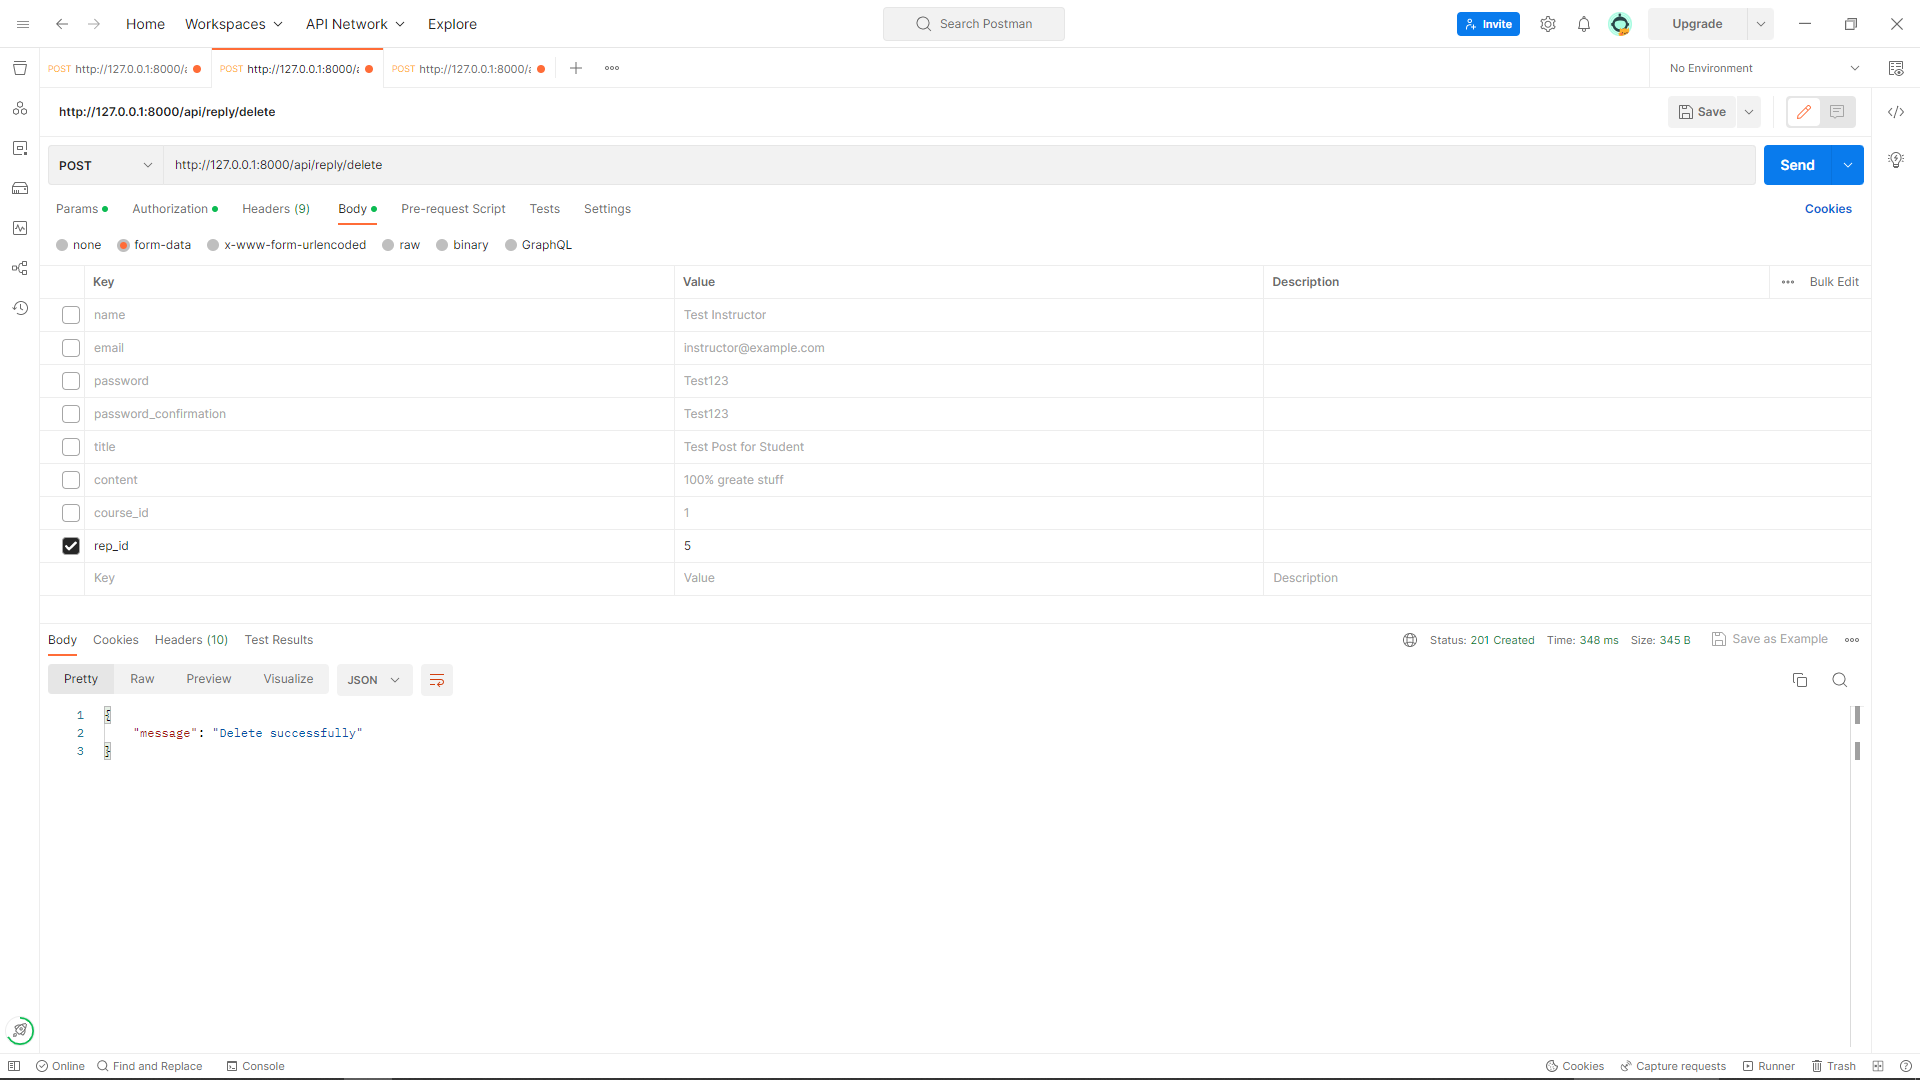 Home Workspaces API Network Explore Search Postman Invite Upgrade
POST http://127.0.0.1:8000/a POST http://127.0.0.1:8000/a POST http://127.0.0.1:8000/a No Environment
http://127.0.0.1:8000/api/reply/delete Save
POST http://127.0.0.1:8000/api/reply/delete Send
Params Authorization Headers (9) Body Pre-request Script Tests Settings Cookies
none form-data x-www-form-urlencoded raw binary GraphQL
Key Value Description Bulk Edit
name Test Instructor
email instructor@example.com
password Test123
password_confirmation Test123
title Test Post for Student
content 100% greate stuff
course_id 1
rep_id 5
Key Value Description
Body Cookies Headers (10) Test Results Status: 201 Created Time: 348 ms Size: 345 B Save as Example
Pretty Raw Preview Visualize JSON
1 {
2 "message": "Delete successfully"
3 }
Online Find and Replace Console Cookies Capture requests Runner Trash